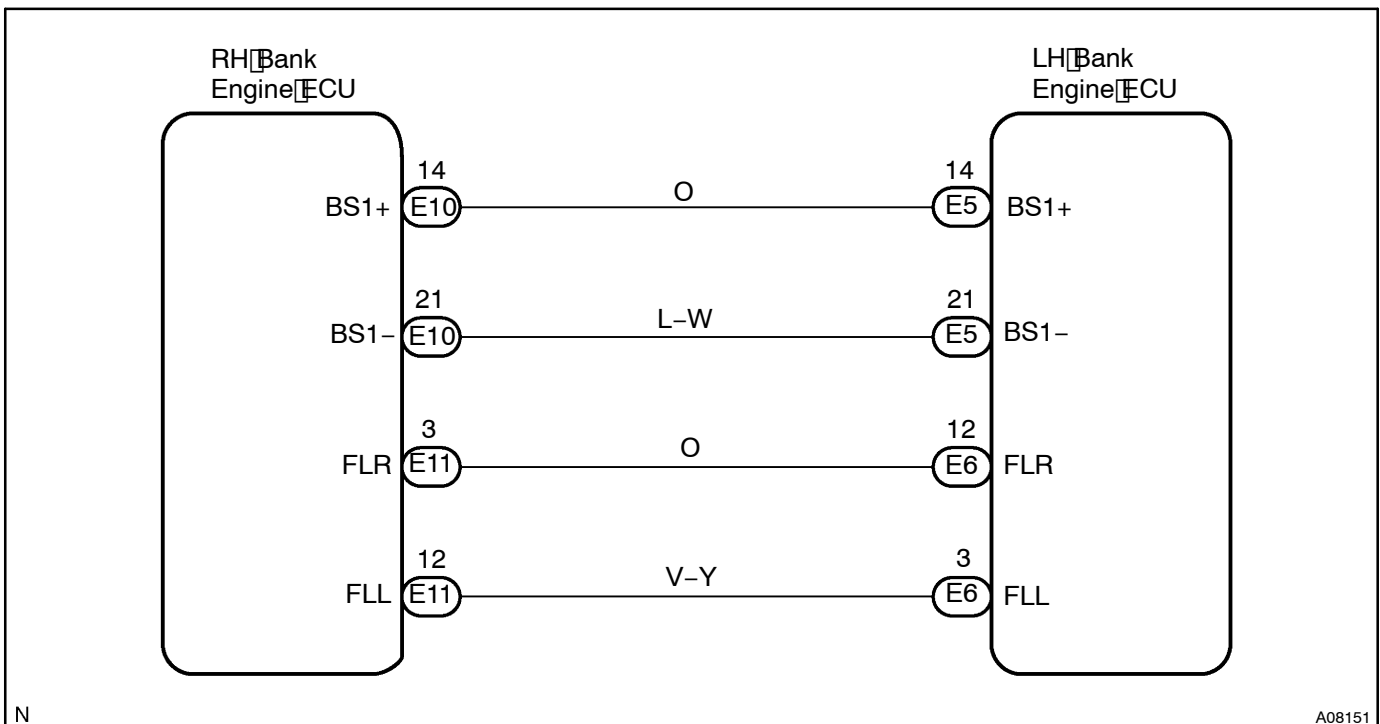 RH Bank
Engine ECU
LH Bank
Engine ECU
14
O
14
BS1+
E10
E5
BS1+
21
L−W
21
BS1−
E10
E5
BS1−
3
O
12
FLR
E11
E6
FLR
12
V−Y
3
FLL
E11
E6
FLL
N
A08151